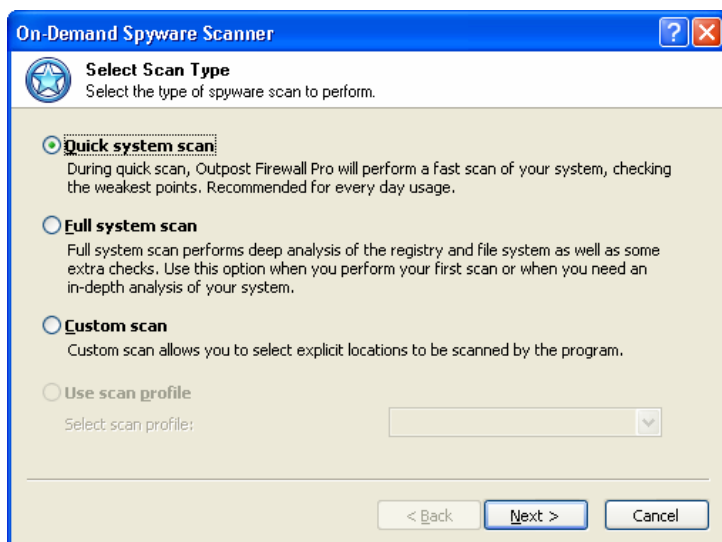 On-Demand Spyware Scanner
Select Scan Type
Select the type of spyware scan to perform.
Quick system scan
During quick scan, Outpost Firewall Pro will perform a fast scan of your system, checking
the weakest points. Recommended for every day usage.
Full system scan
Full system scan performs deep analysis of the registry and file system as well as some
extra checks. Use this option when you perform your first scan or when you need an
in-depth analysis of your system.
Custom scan
Custom scan allows you to select explicit locations to be scanned by the program.
Use scan profile
Select scan profile:
< Back
Next >
Cancel